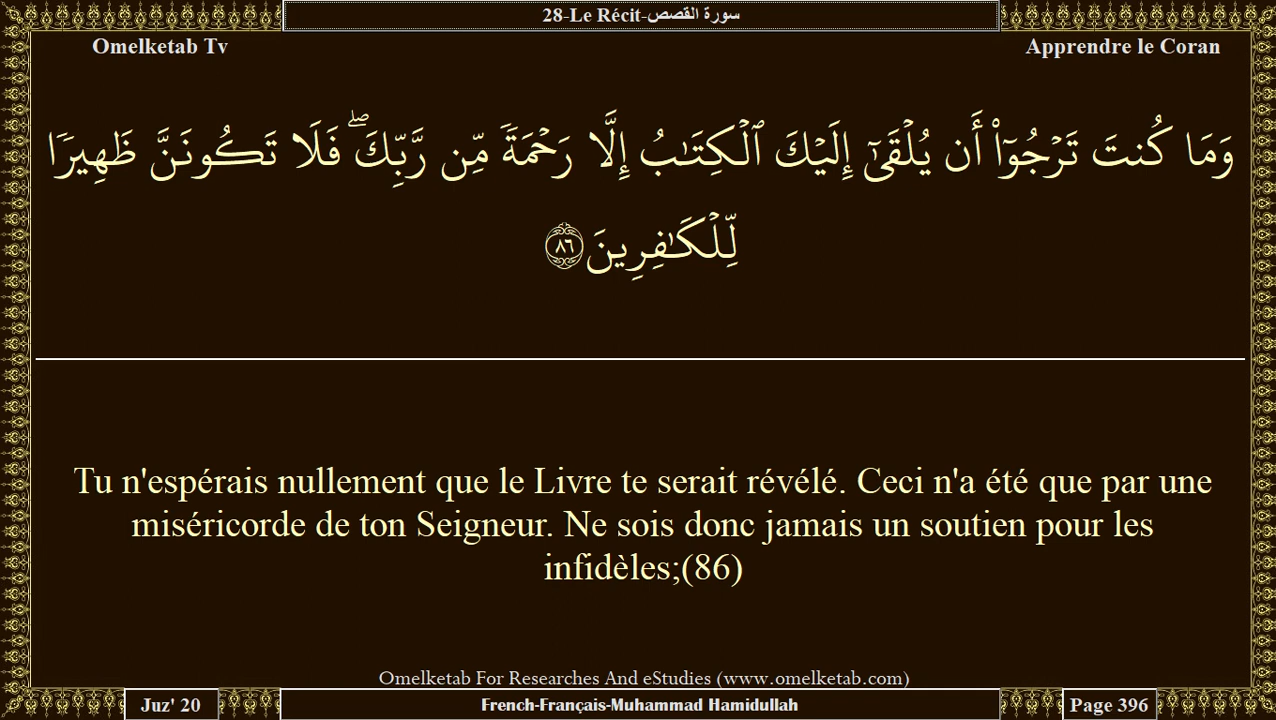 28-Le Récit-سورة القصص
Omelketab Tv
Apprendre le Coran
وَمَا كُنتَ تَرْجُوٓا۟ أَن يُلْقَىٰٓ إِلَيْكَ ٱلْكِتَـٰبُ إِلَّا رَحْمَةً مِّن رَّبِّكَ ۖ فَلَا تَكُونَنَّ ظَهِيرًا
لِّلْكَـٰفِرِينَ ٨٦
Tu n'espérais nullement que le Livre te serait révélé. Ceci n'a été que par une
miséricorde de ton Seigneur. Ne sois donc jamais un soutien pour les
infidèles;(86)
Omelketab For Researches And eStudies (www.omelketab.com)
Juz' 20
French-Français-Muhammad Hamidullah
Page 396